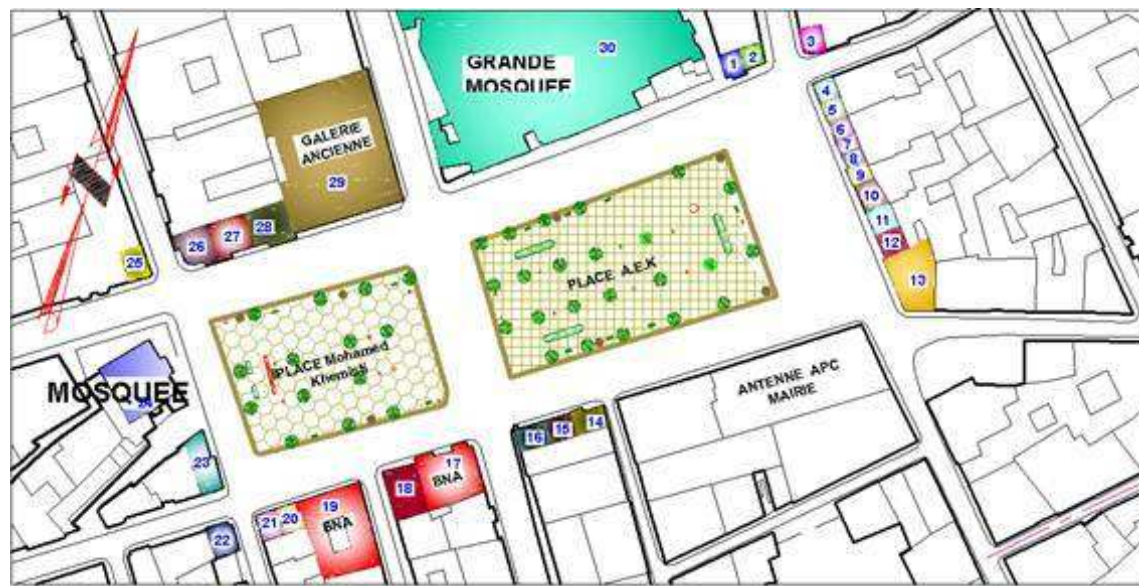 30
GRANDE
MOSQUEE
1
2
3
4
5
6
7
8
9
10
11
12
13
GALERIE
ANCIENNE
29
28
27
26
25
PLACE A.E.K
PLACE Mohamed
Khemisti
MOSQUEE
24
23
22
21
20
19
BNA
18
17
BNA
16
15
14
ANTENNE APC
MAIRIE